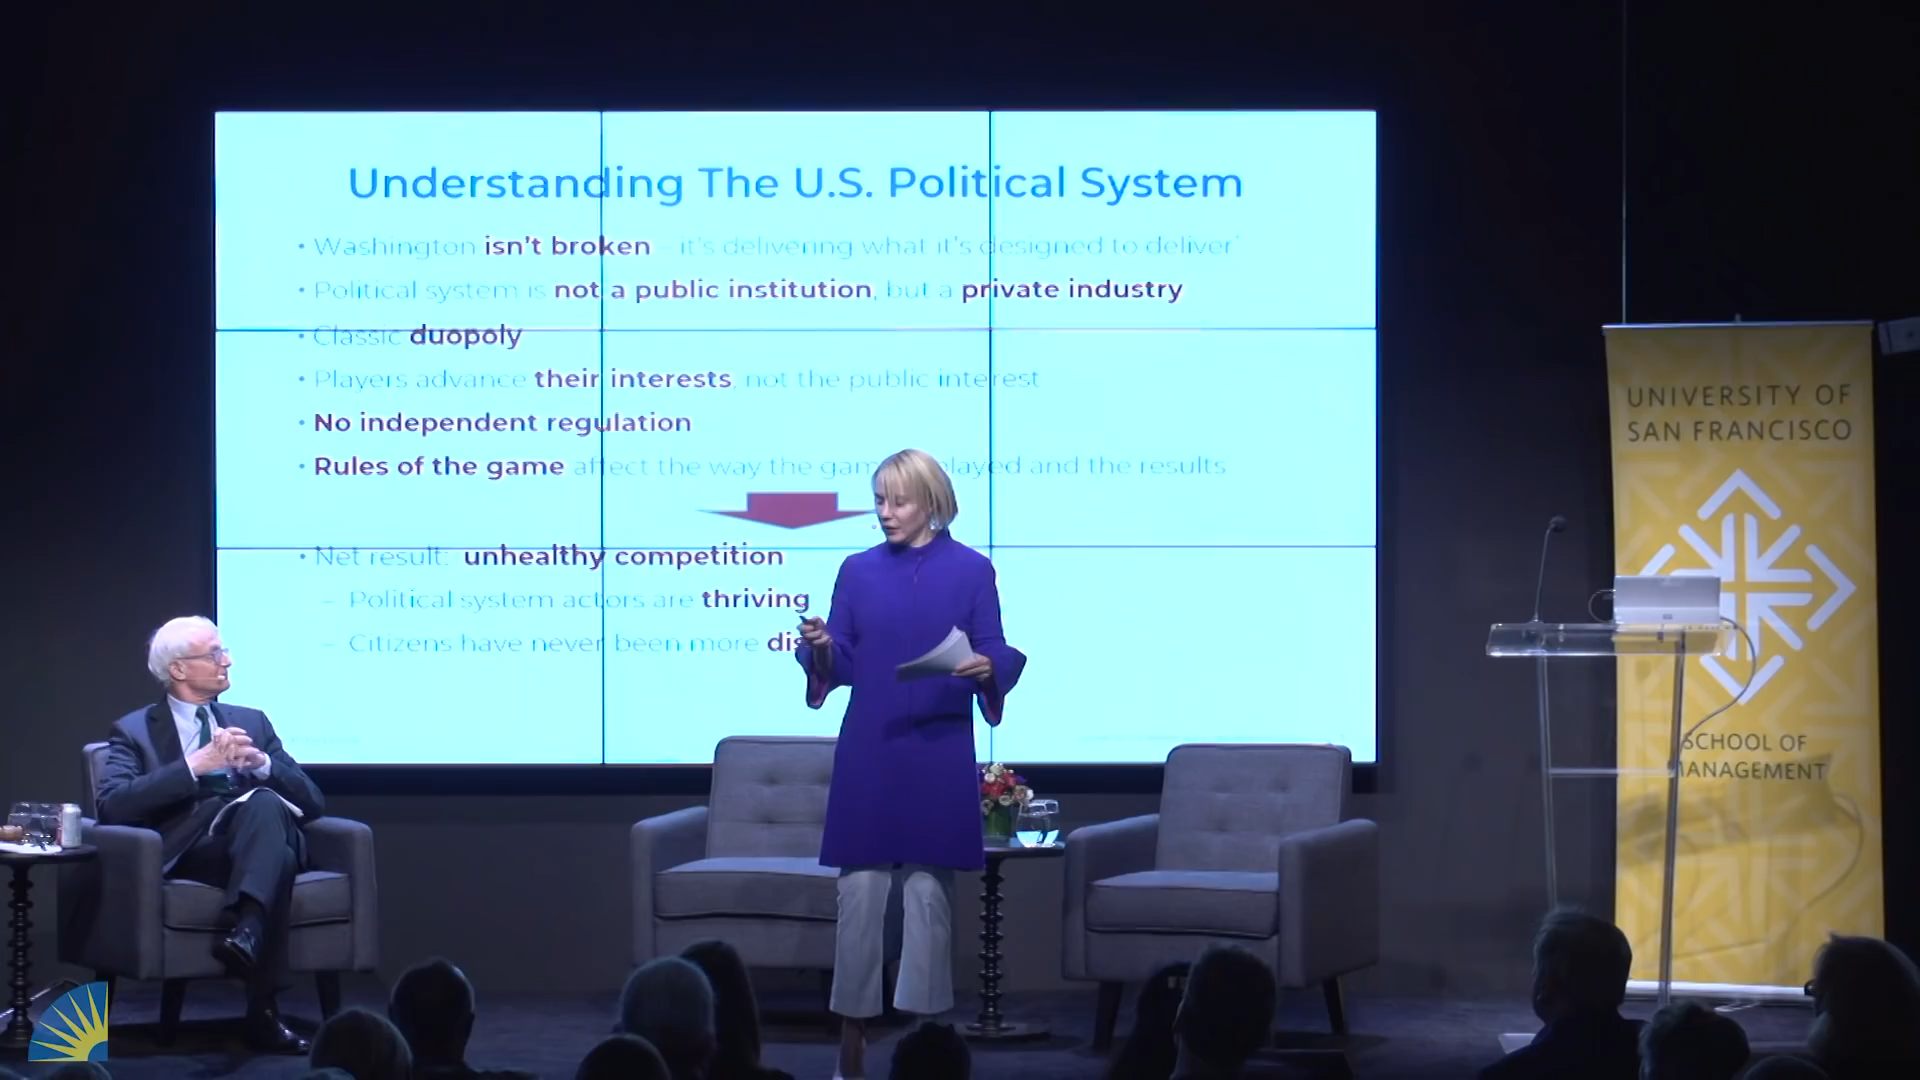 Understanding The U.S. Political System
• Washington isn't broken – it's delivering what it's designed to deliver
• Political system is not a public institution, but a private industry
• Classic duopoly
• Players advance their interests, not the public interest
• No independent regulation
• Rules of the game affect the way the game played and the results
• Net result: unhealthy competition
– Political system actors are thriving
– Citizens have never been more dis
UNIVERSITY OF
SAN FRANCISCO
SCHOOL OF
MANAGEMENT